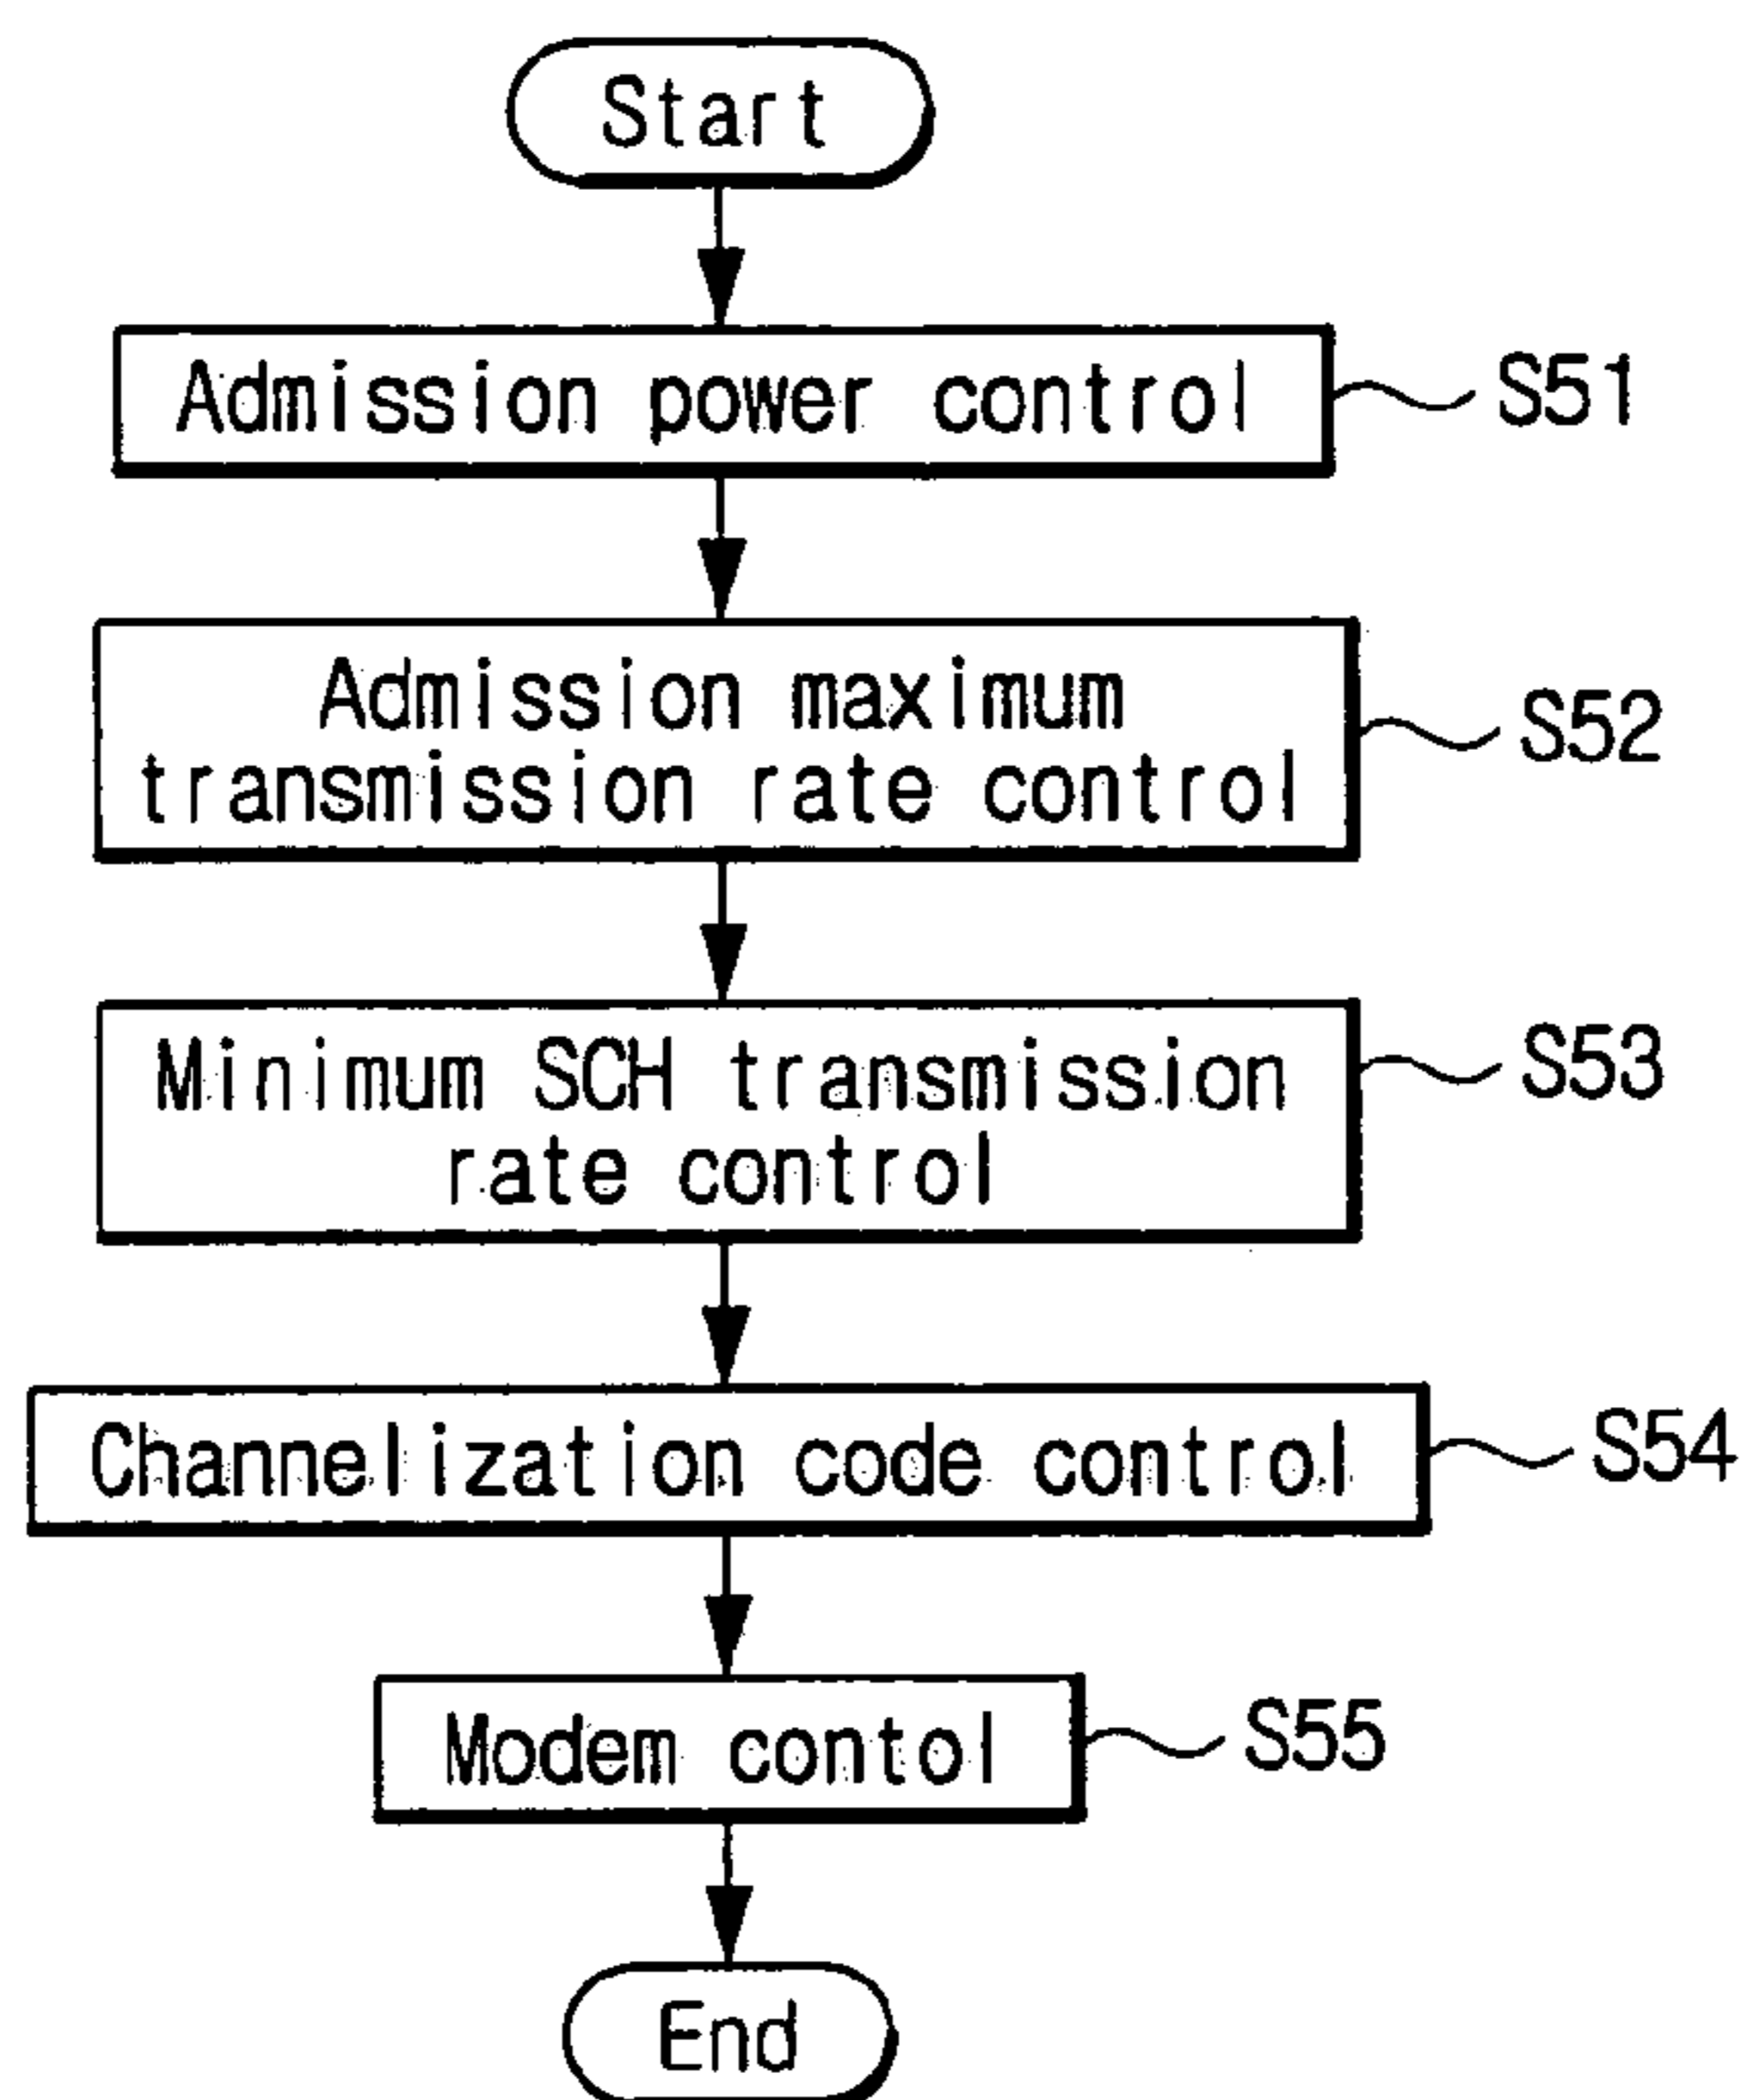 Start
Admission power control
S51
Admission maximum
transmission rate control
S52
Minimum SCH transmission
rate control
S53
Channelization code control
S54
Modem contol
S55
End